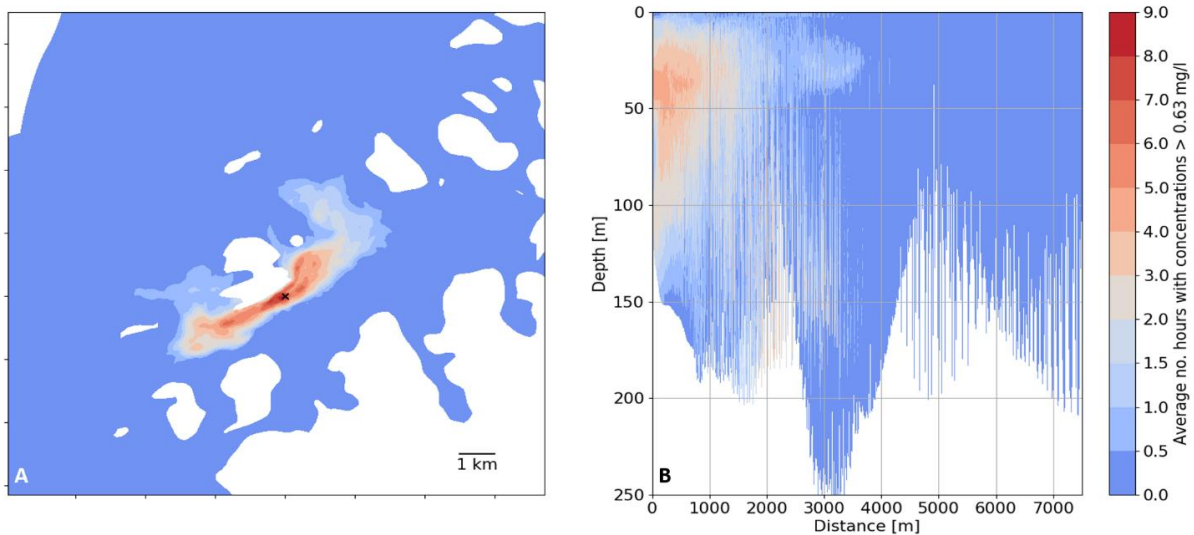 A
1 km
0
50
100
150
200
250
Depth [m]
B
0 1000 2000 3000 4000 5000 6000 7000
Distance [m]
9.0
8.0
7.0
6.0
5.0
4.0
3.0
2.0
1.5
1.0
0.5
0.0
Average no. hours with concentrations > 0.63 mg/l